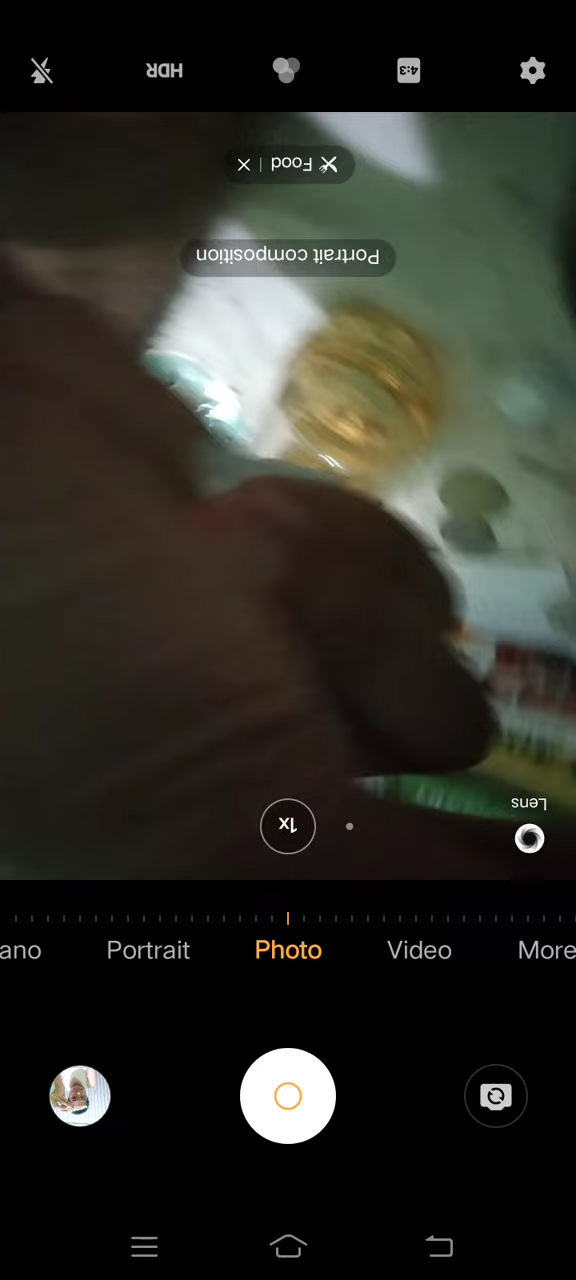 HDR
4:3
Food
Portrait composition
Lens
1x
ano
Portrait
Photo
Video
More